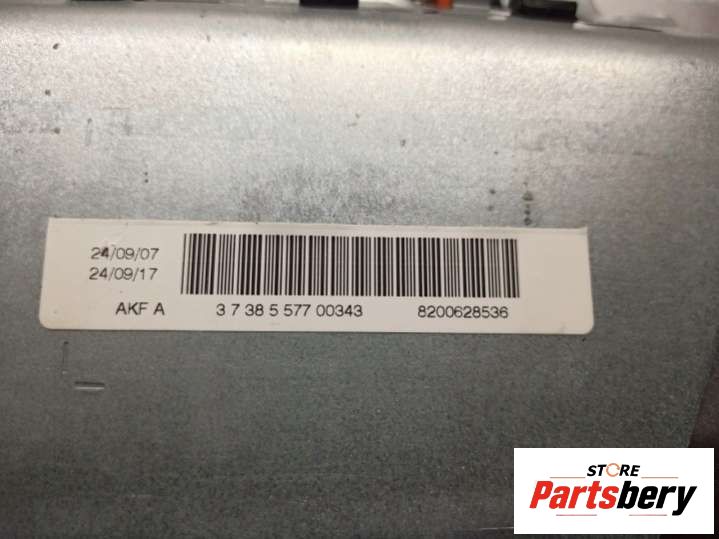 24/09/07
24/09/17
AKF A 3 7 38 5 577 00343 8200628536
STORE
Partsbery